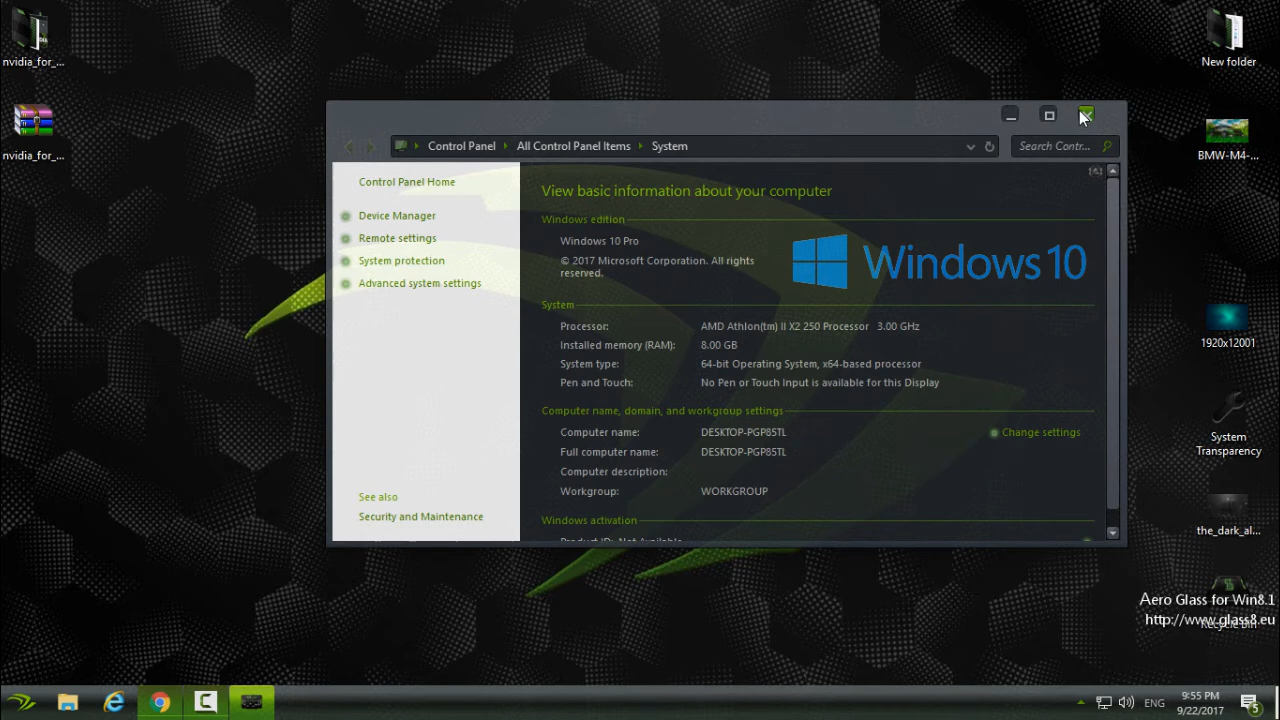 nvidia_for_...
nvidia_for_...
New folder
BMW-M4-...
1920x12001
System
Transparency
the_dark_al...
Aero Glass for Win8.1
http://www.glass8.eu
Recycle Bin
Control Panel
All Control Panel Items
System
Search Contr...
Control Panel Home
Device Manager
Remote settings
System protection
Advanced system settings
See also
Security and Maintenance
View basic information about your computer
Windows edition
Windows 10 Pro
© 2017 Microsoft Corporation. All rights
reserved.
Windows 10
System
Processor: AMD Athlon(tm) II X2 250 Processor 3.00 GHz
Installed memory (RAM): 8.00 GB
System type: 64-bit Operating System, x64-based processor
Pen and Touch: No Pen or Touch Input is available for this Display
Computer name, domain, and workgroup settings
Computer name: DESKTOP-PGP85TL
Change settings
Full computer name: DESKTOP-PGP85TL
Computer description:
Workgroup: WORKGROUP
Windows activation
Product ID: Not Available
ENG
9:55 PM
9/22/2017
5